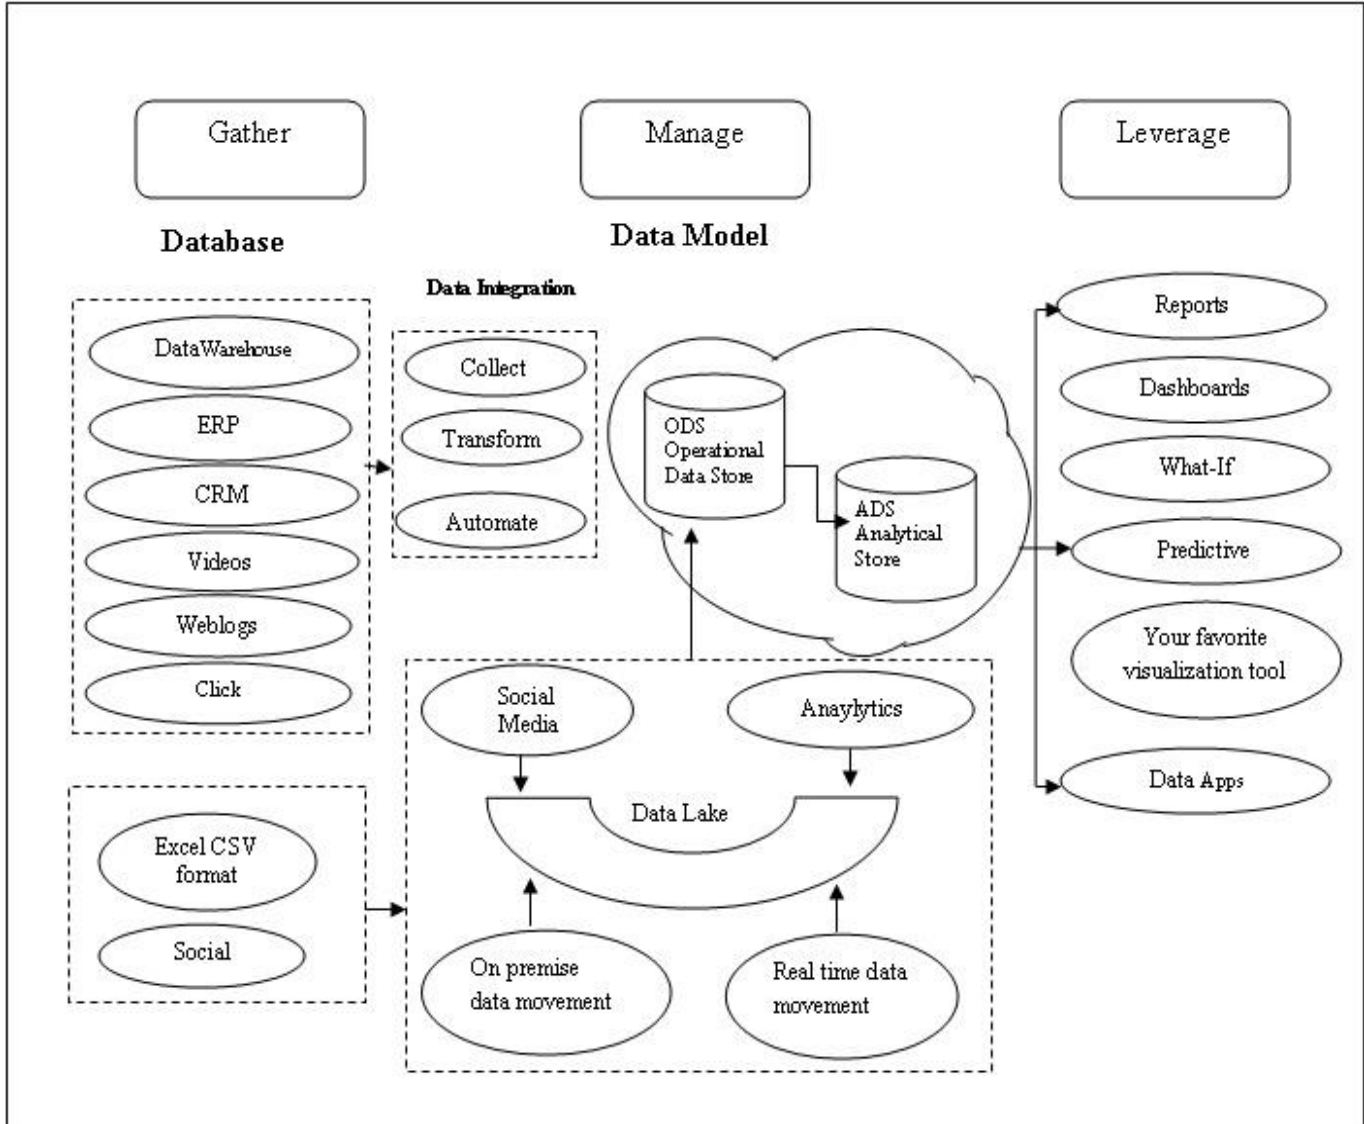 Gather
Manage
Leverage
Database
Data Model
Data Integration
DataWarehouse
ERP
CRM
Videos
Weblogs
Click
Collect
Transform
Automate
ODS
Operational
Data Store
ADS
Analytical
Store
Reports
Dashboards
What-If
Predictive
Your favorite
visualization tool
Data Apps
Excel CSV
format
Social
Social
Media
Anaylytics
Data Lake
On premise
data movement
Real time data
movement